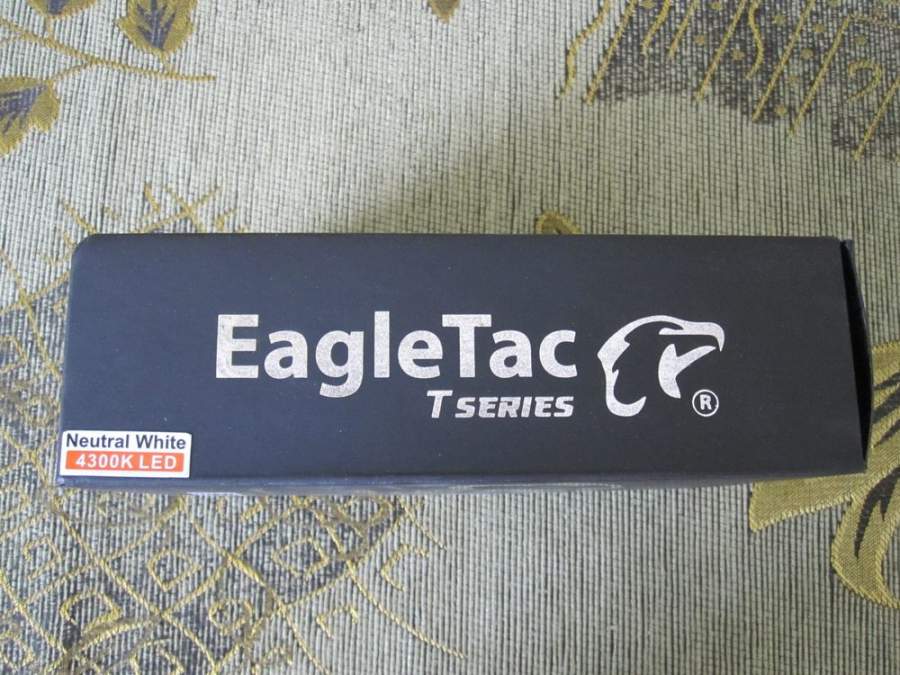 EagleTac
T SERIES
®
Neutral White
4300K LED